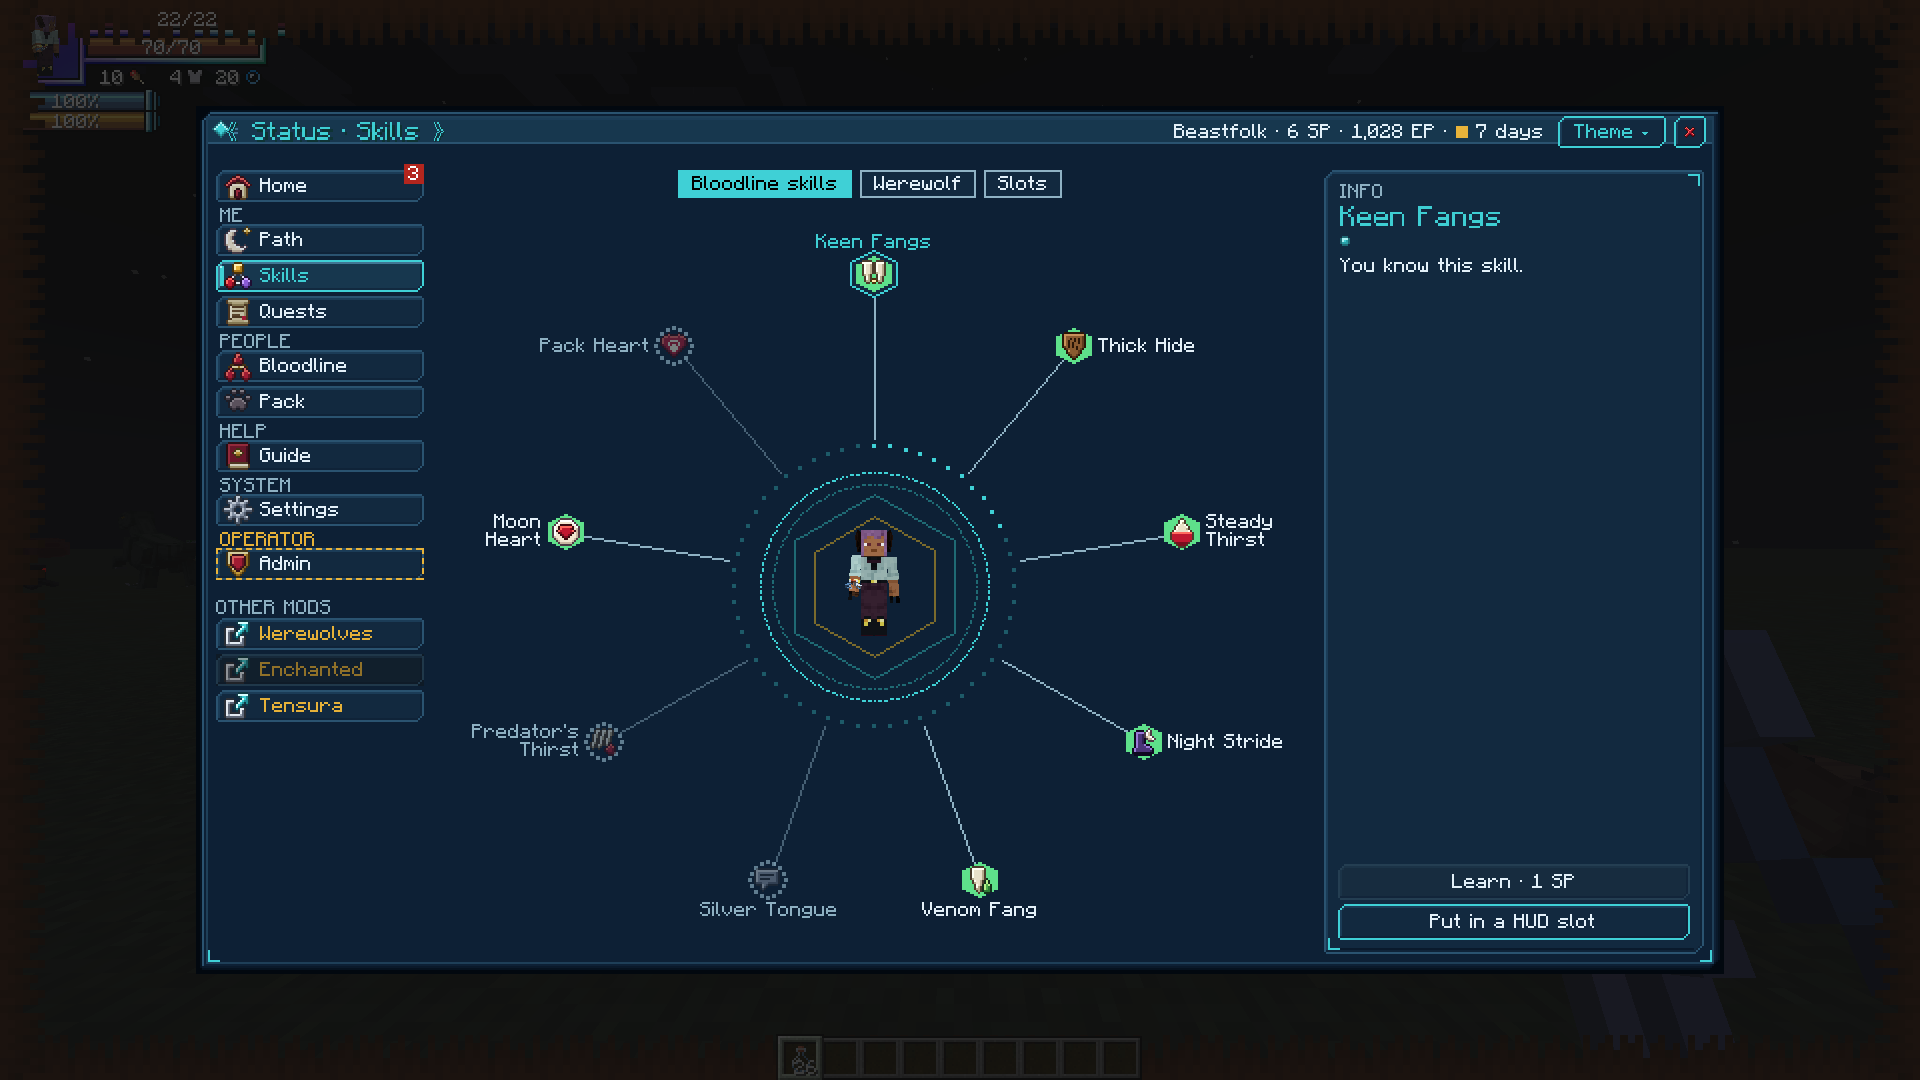 22/22
70/70
10 4 20
100%
100%
Status · Skills
Beastfolk · 6 SP · 1,028 EP · 7 days
Theme
×
Home
3
ME
Path
Skills
Quests
PEOPLE
Bloodline
Pack
HELP
Guide
SYSTEM
Settings
OPERATOR
Admin
OTHER MODS
Werewolves
Enchanted
Tensura
Bloodline skills
Werewolf
Slots
Keen Fangs
Pack Heart
Thick Hide
Moon
Heart
Steady
Thirst
Predator's
Thirst
Night Stride
Silver Tongue
Venom Fang
INFO
Keen Fangs
You know this skill.
Learn · 1 SP
Put in a HUD slot
26